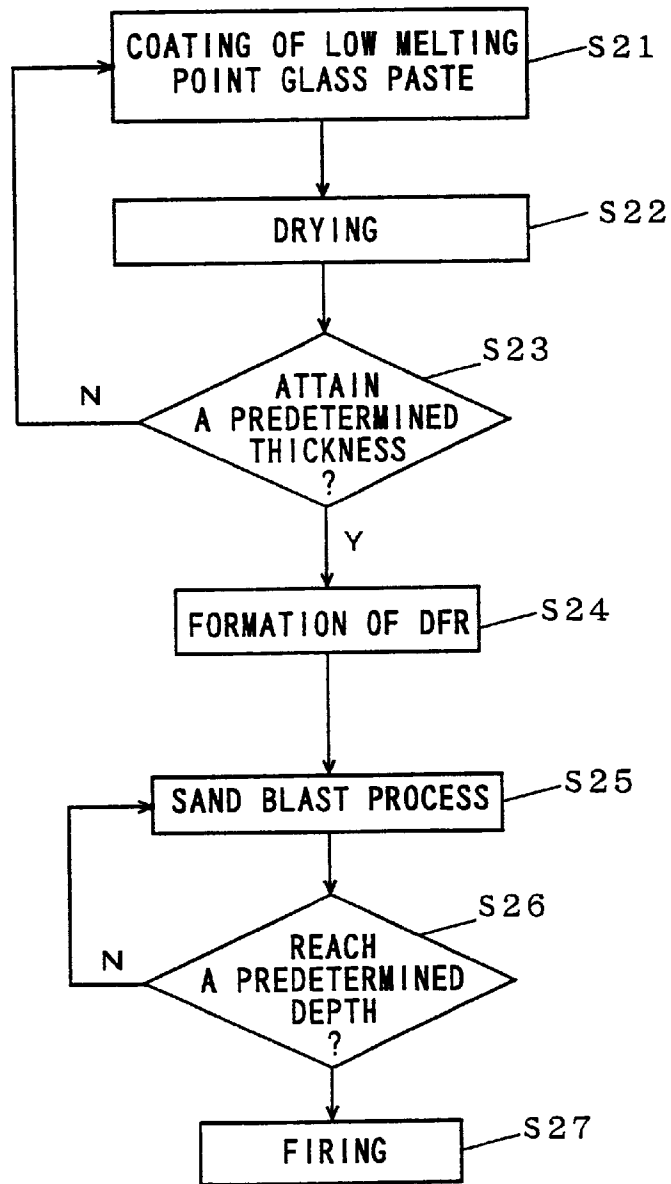 COATING OF LOW MELTING
POINT GLASS PASTE
S21
DRYING
S22
S23
ATTAIN
A PREDETERMINED
THICKNESS
?
N
Y
FORMATION OF DFR
S24
SAND BLAST PROCESS
S25
S26
REACH
A PREDETERMINED
DEPTH
?
N
FIRING
S27